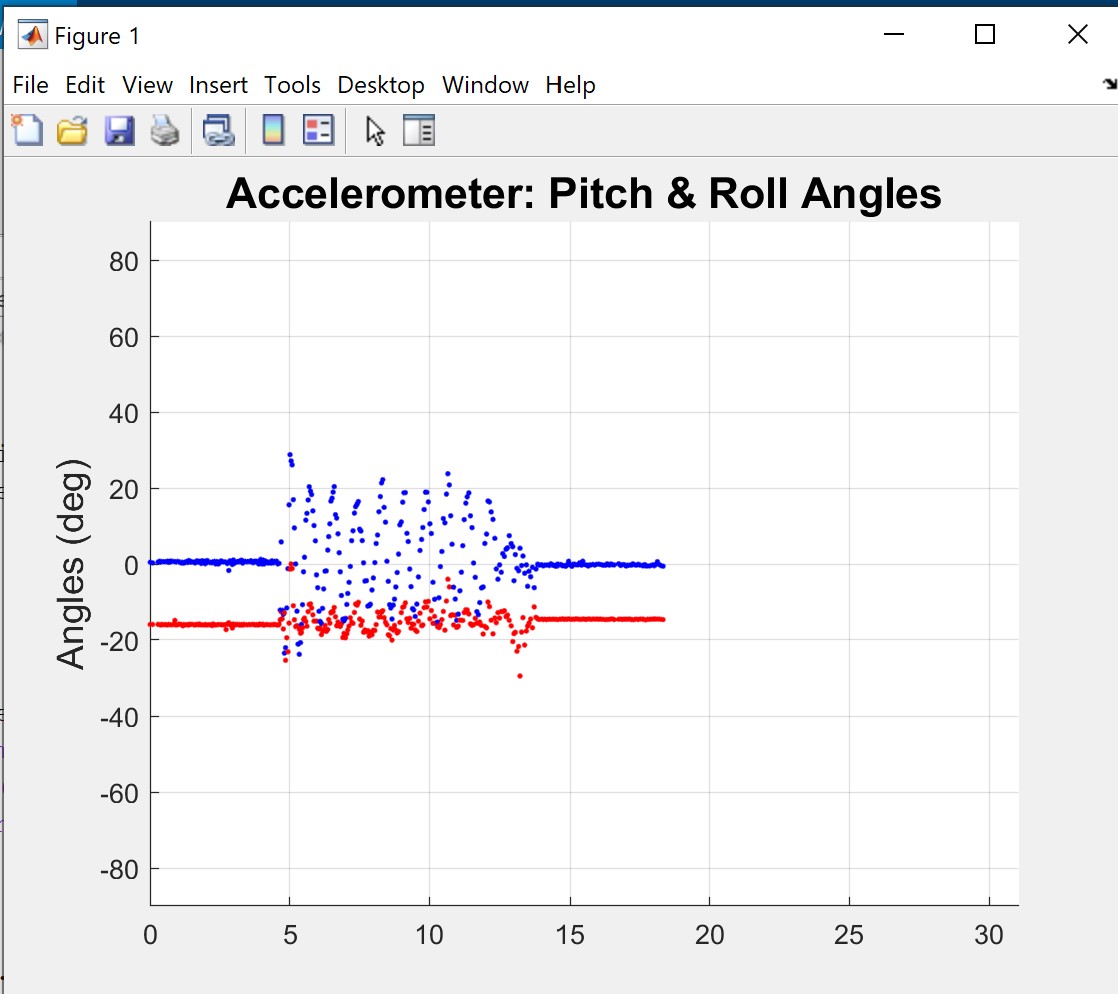 Figure 1
File Edit View Insert Tools Desktop Window Help
Accelerometer: Pitch & Roll Angles
Angles (deg)
80
60
40
20
0
-20
-40
-60
-80
0 5 10 15 20 25 30